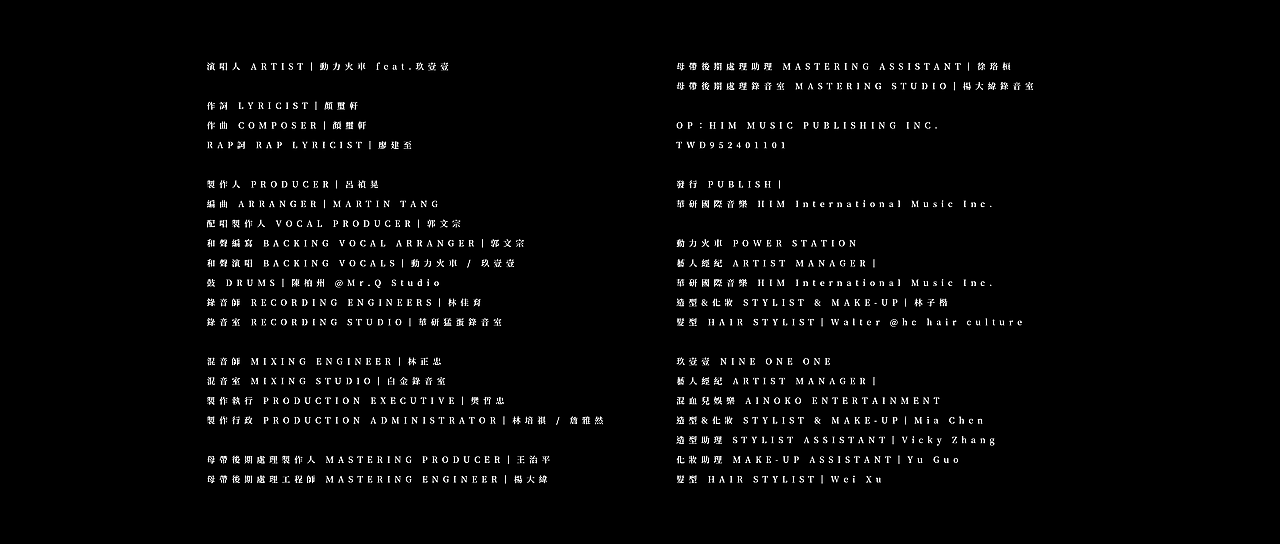 演唱人 ARTIST | 動力火車 feat.玖壹壹
作詞 LYRICIST | 顏璽軒
作曲 COMPOSER | 顏璽軒
RAP詞 RAP LYRICIST | 廖建至
製作人 PRODUCER | 呂禎晃
編曲 ARRANGER | MARTIN TANG
配唱製作人 VOCAL PRODUCER | 郭文宗
和聲編寫 BACKING VOCAL ARRANGER | 郭文宗
和聲演唱 BACKING VOCALS | 動力火車 / 玖壹壹
鼓 DRUMS | 陳柏州 @Mr.Q Studio
錄音師 RECORDING ENGINEERS | 林佳育
錄音室 RECORDING STUDIO | 華研猛蛋錄音室
混音師 MIXING ENGINEER | 林正忠
混音室 MIXING STUDIO | 白金錄音室
製作執行 PRODUCTION EXECUTIVE | 樊哲忠
製作行政 PRODUCTION ADMINISTRATOR | 林培祺 / 詹雅然
母帶後期處理製作人 MASTERING PRODUCER | 王治平
母帶後期處理工程師 MASTERING ENGINEER | 楊大緯
母帶後期處理助理 MASTERING ASSISTANT | 徐珞楨
母帶後期處理錄音室 MASTERING STUDIO | 楊大緯錄音室
OP：HIM MUSIC PUBLISHING INC.
TWD952401101
發行 PUBLISH |
華研國際音樂 HIM International Music Inc.
動力火車 POWER STATION
藝人經紀 ARTIST MANAGER |
華研國際音樂 HIM International Music Inc.
造型&化妝 STYLIST & MAKE-UP | 林子楷
髮型 HAIR STYLIST | Walter @hc hair culture
玖壹壹 NINE ONE ONE
藝人經紀 ARTIST MANAGER |
混血兒娛樂 AINOKO ENTERTAINMENT
造型&化妝 STYLIST & MAKE-UP | Mia Chen
造型助理 STYLIST ASSISTANT | Vicky Zhang
化妝助理 MAKE-UP ASSISTANT | Yu Guo
髮型 HAIR STYLIST | Wei Xu